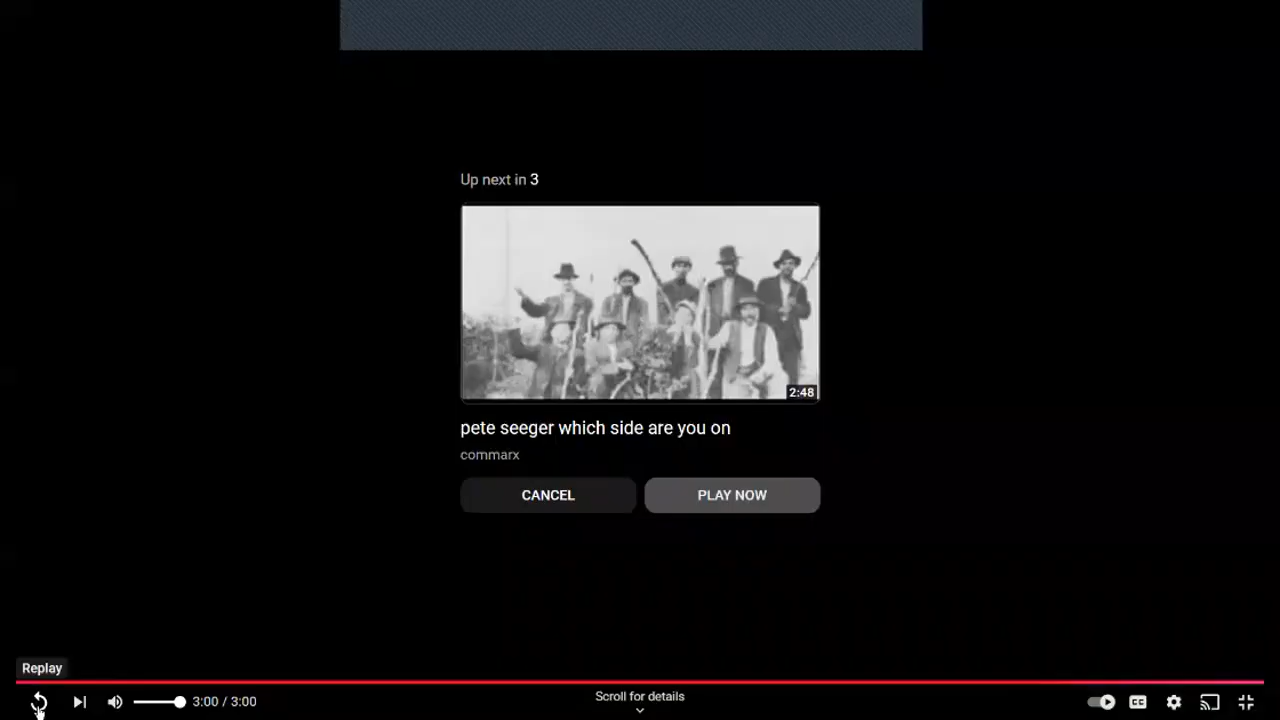 Up next in 3
2:48
pete seeger which side are you on
commarx
CANCEL
PLAY NOW
Replay
3:00 / 3:00
Scroll for details
CC